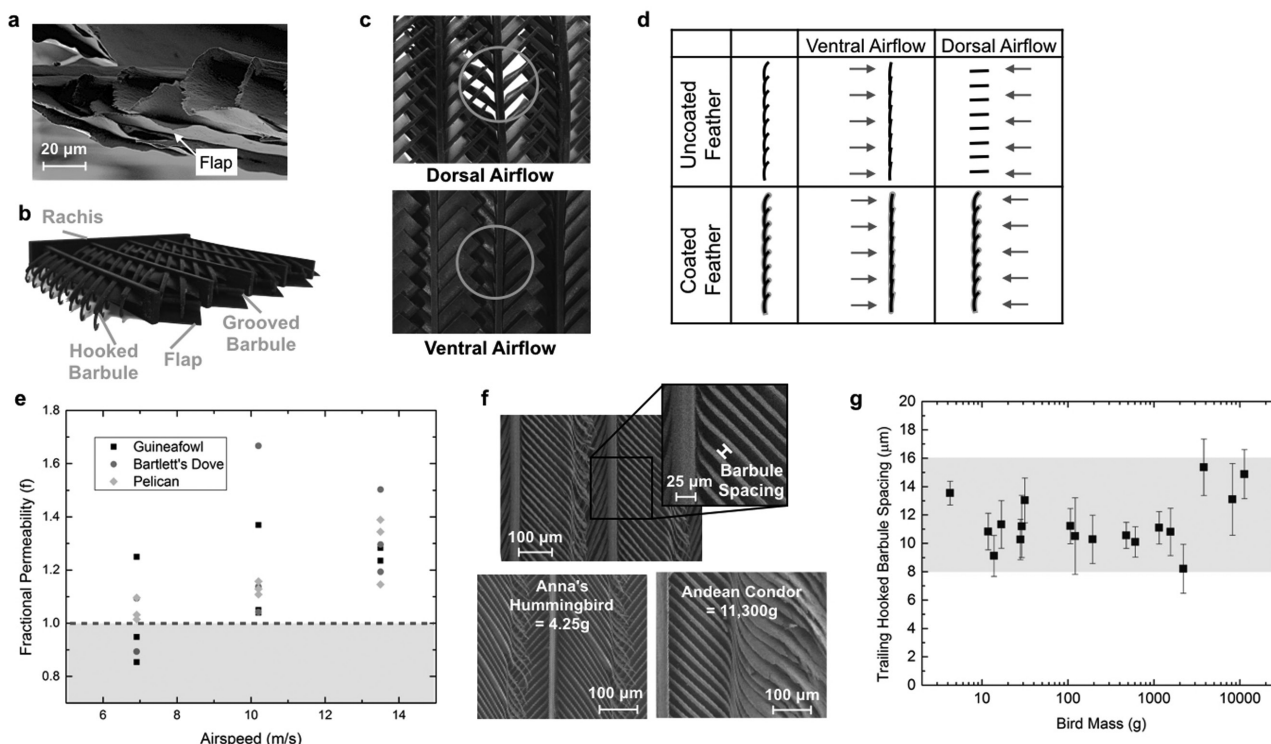 a
20 µm
Flap
b
Rachis
Grooved
Barbule
Hooked
Barbule
Flap
c
Dorsal Airflow
Ventral Airflow
d
Ventral Airflow
Dorsal Airflow
Uncoated
Feather
Coated
Feather
e
Fractional Permeability (f)
1.8
1.6
1.4
1.2
1.0
0.8
Guineafowl
Bartlett's Dove
Pelican
6
8
10
12
14
Airspeed (m/s)
f
25 µm
Barbule
Spacing
100 µm
Anna's
Hummingbird
= 4.25g
100 µm
Andean Condor
= 11,300g
100 µm
g
Trailing Hooked Barbule Spacing (µm)
20
18
16
14
12
10
8
6
4
2
0
10
100
1000
10000
Bird Mass (g)